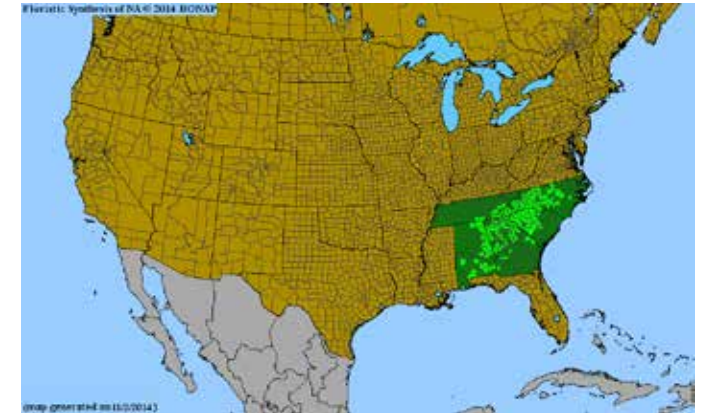 Floristic Synthesis of NA © 2014 BONAP
(map generated on 11/2/2014)